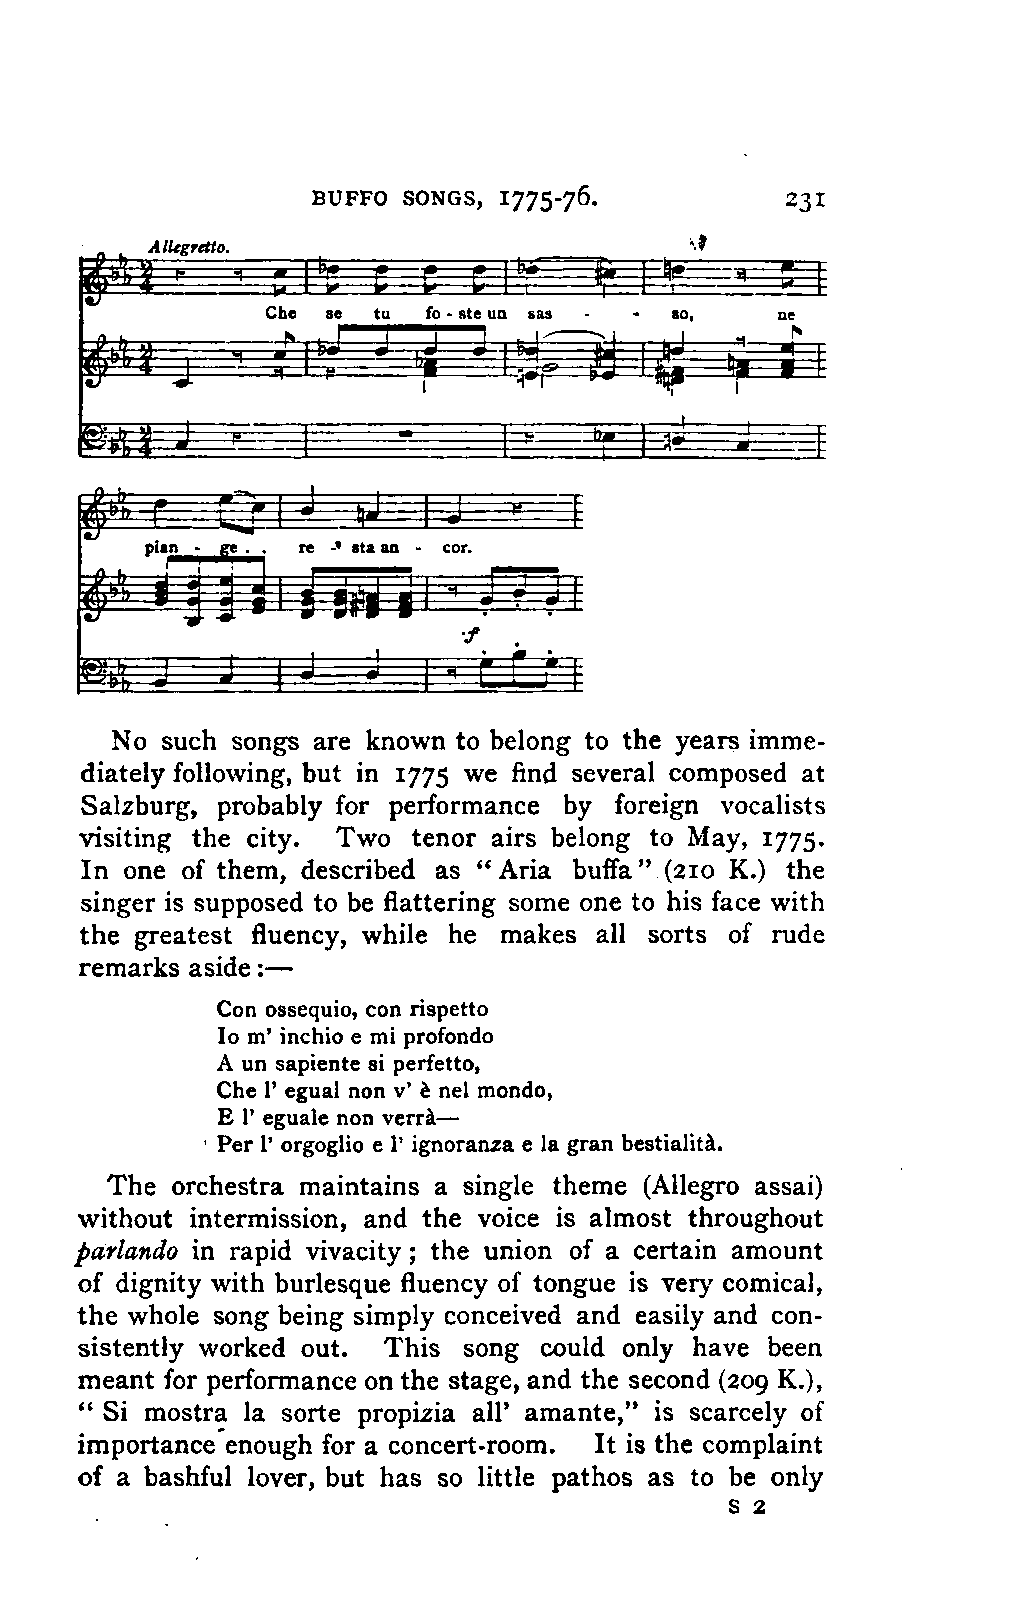 BUFFO SONGS, 1775-76. 231
Allegretto.
Che se tu fo - ste un sas - - so, ne
pian - ge . . re - sta an - cor.
f
No such songs are known to belong to the years imme-
diately following, but in 1775 we find several composed at
Salzburg, probably for performance by foreign vocalists
visiting the city. Two tenor airs belong to May, 1775.
In one of them, described as “Aria buffa” (210 K.) the
singer is supposed to be flattering some one to his face with
the greatest fluency, while he makes all sorts of rude
remarks aside :—
Con ossequio, con rispetto
Io m' inchio e mi profondo
A un sapiente si perfetto,
Che l' egual non v' è nel mondo,
E l' eguale non verrà—
Per l' orgoglio e l' ignoranza e la gran bestialità.
The orchestra maintains a single theme (Allegro assai)
without intermission, and the voice is almost throughout
parlando in rapid vivacity ; the union of a certain amount
of dignity with burlesque fluency of tongue is very comical,
the whole song being simply conceived and easily and con-
sistently worked out. This song could only have been
meant for performance on the stage, and the second (209 K.),
“ Si mostra la sorte propizia all' amante,” is scarcely of
importance enough for a concert-room. It is the complaint
of a bashful lover, but has so little pathos as to be only
S 2